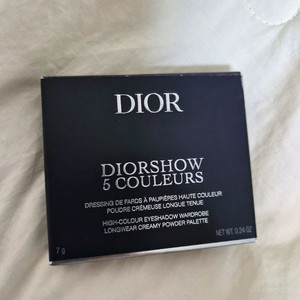 DIOR
DIORSHOW
5 COULEURS
DRESSING DE FARDS À PAUPIÈRES HAUTE COULEUR
POUDRE CRÉMEUSE LONGUE TENUE
HIGH-COLOUR EYESHADOW WARDROBE
LONGWEAR CREAMY POWDER PALETTE
7 g
NET WT. 0.24 OZ